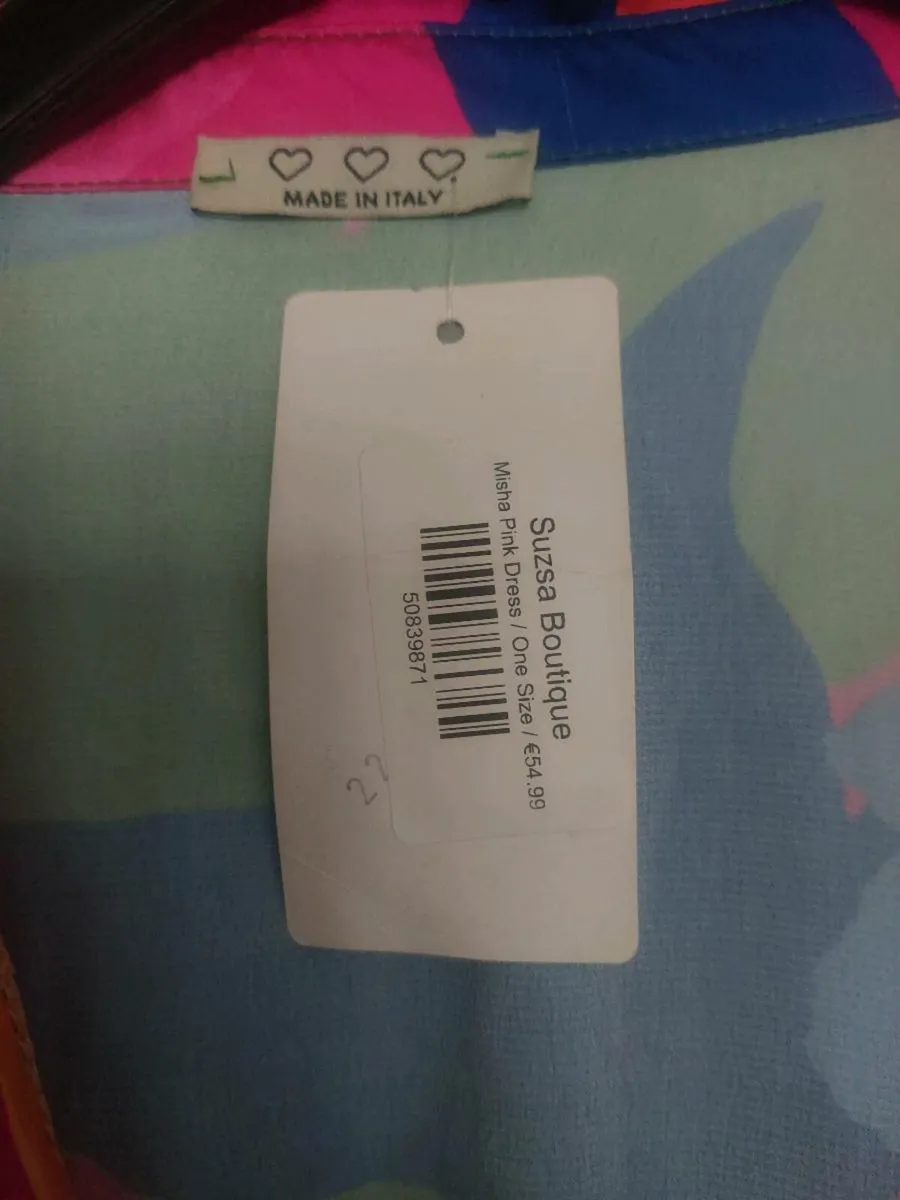 MADE IN ITALY
Suzsa Boutique
Misha Pink Dress / One Size / €54.99
50839871
22